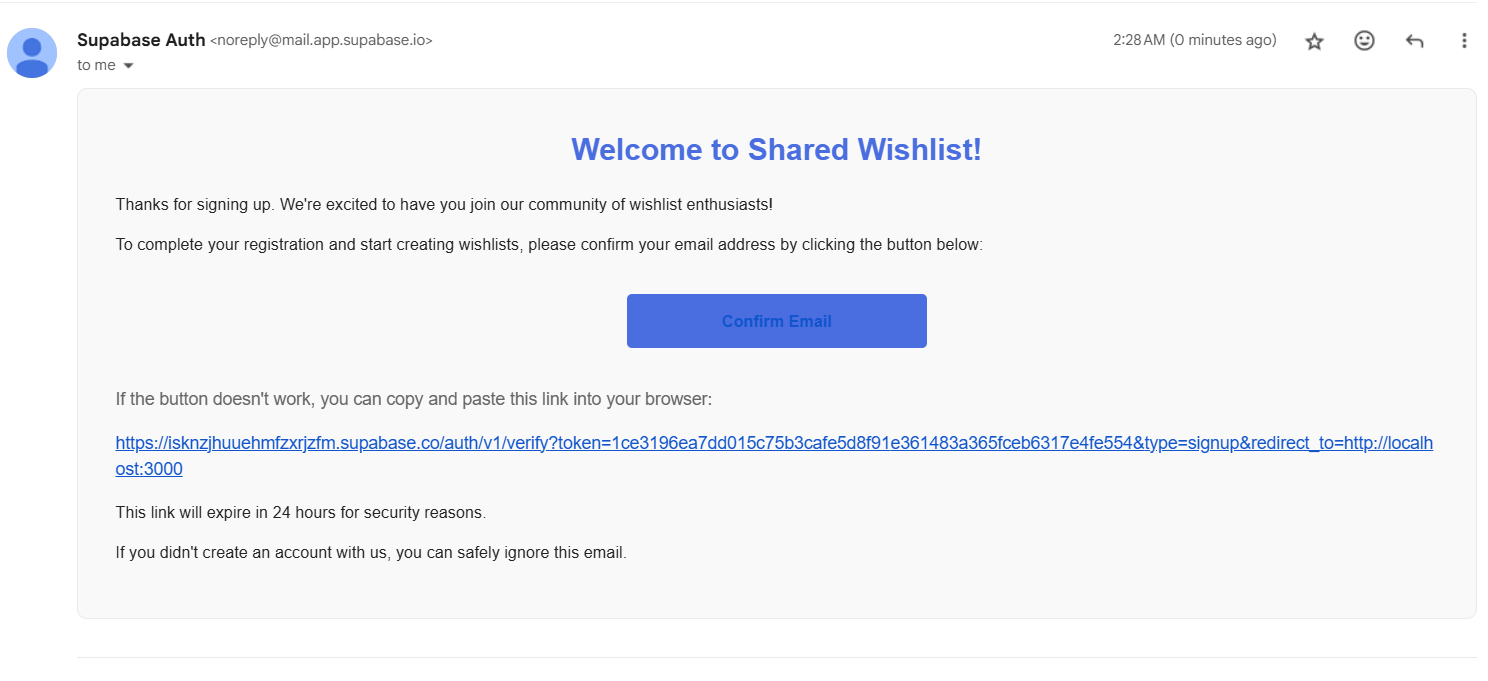 Supabase Auth <noreply@mail.app.supabase.io>
2:28 AM (0 minutes ago)
to me
Welcome to Shared Wishlist!
Thanks for signing up. We're excited to have you join our community of wishlist enthusiasts!
To complete your registration and start creating wishlists, please confirm your email address by clicking the button below:
Confirm Email
If the button doesn't work, you can copy and paste this link into your browser:
https://isknzjhuuehmfzxrjzfm.supabase.co/auth/v1/verify?token=1ce3196ea7dd015c75b3cafe5d8f91e361483a365fceb6317e4fe554&type=signup&redirect_to=http://localh
ost:3000
This link will expire in 24 hours for security reasons.
If you didn't create an account with us, you can safely ignore this email.